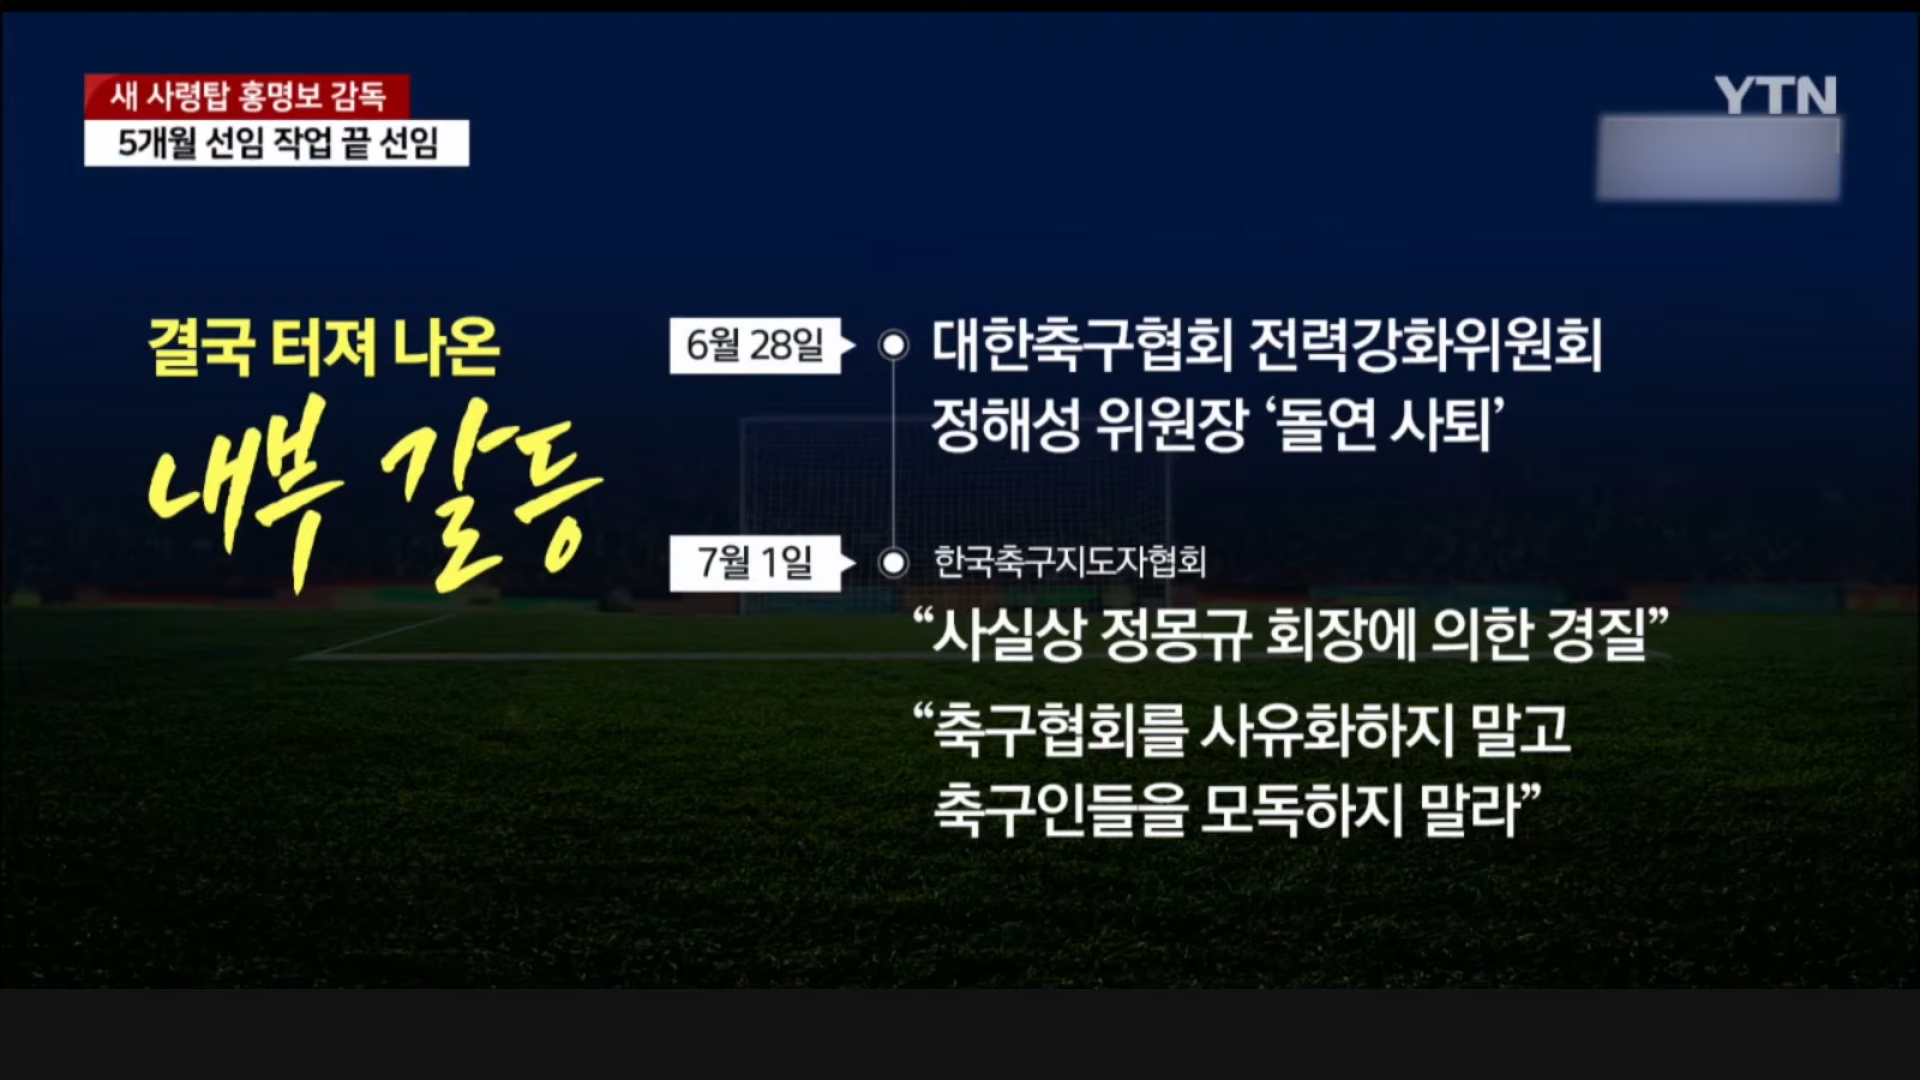 새 사령탑 홍명보 감독
5개월 선임 작업 끝 선임
YTN
결국 터져 나온
내부 갈등
6월 28일
대한축구협회 전력강화위원회
정해성 위원장 ‘돌연 사퇴’
7월 1일
한국축구지도자협회
“사실상 정몽규 회장에 의한 경질”
“축구협회를 사유화하지 말고
축구인들을 모독하지 말라”